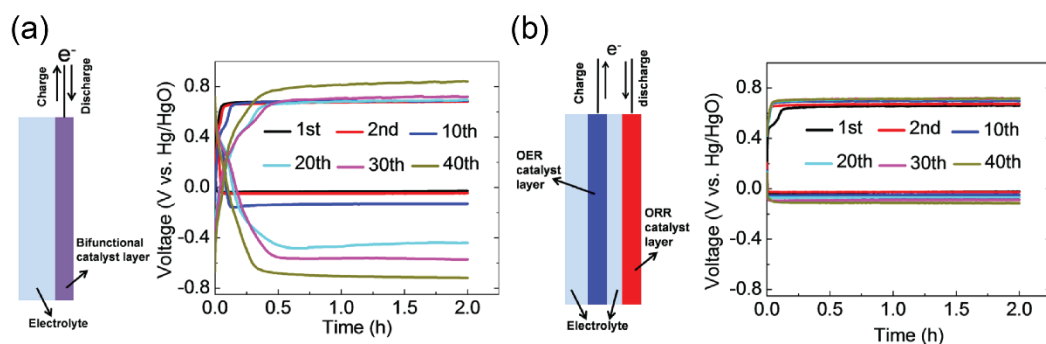 (a)
Charge
e-
Discharge
Bifunctional
catalyst layer
Electrolyte
Voltage (V vs. Hg/HgO)
0.8
0.4
0.0
-0.4
-0.8
1st 2nd 10th
20th 30th 40th
0.0 0.5 1.0 1.5 2.0
Time (h)
(b)
Charge
e-
discharge
OER
catalyst
layer
ORR
catalyst
layer
Electrolyte
Voltage (V vs. Hg/HgO)
0.8
0.4
0.0
-0.4
-0.8
1st 2nd 10th
20th 30th 40th
0.0 0.5 1.0 1.5 2.0
Time (h)